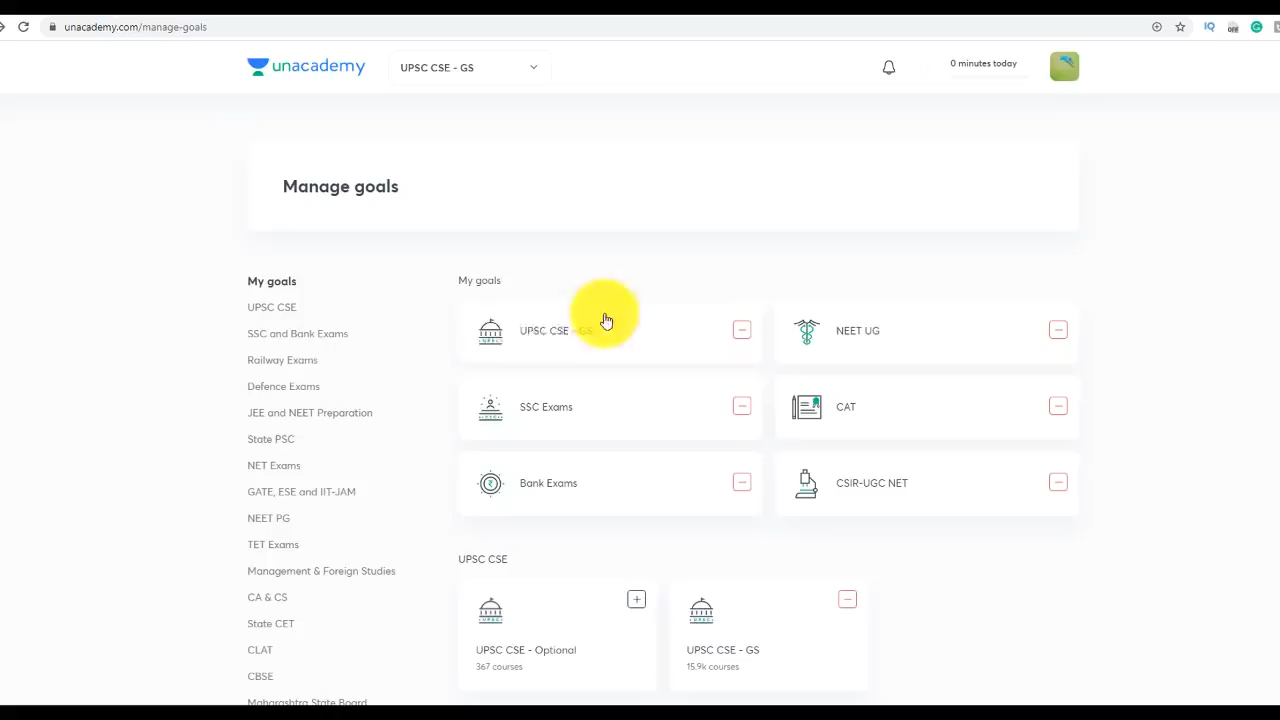 unacademy.com/manage-goals
unacademy
UPSC CSE - GS
0 minutes today
Manage goals
My goals
UPSC CSE
SSC and Bank Exams
Railway Exams
Defence Exams
JEE and NEET Preparation
State PSC
NET Exams
GATE, ESE and IIT-JAM
NEET PG
TET Exams
Management & Foreign Studies
CA & CS
State CET
CLAT
CBSE
Maharashtra State Board
My goals
UPSC CSE - GS
NEET UG
SSC Exams
CAT
Bank Exams
CSIR-UGC NET
UPSC CSE
UPSC CSE - Optional
367 courses
UPSC CSE - GS
15.9k courses